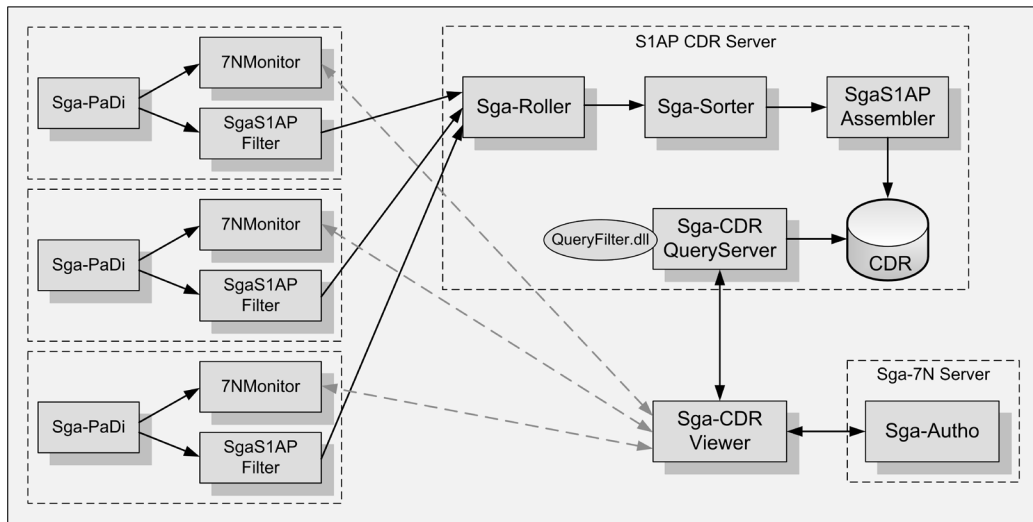 Sga-PaDi
7NMonitor
SgaS1AP
Filter
Sga-PaDi
7NMonitor
SgaS1AP
Filter
Sga-PaDi
7NMonitor
SgaS1AP
Filter
S1AP CDR Server
Sga-Roller
Sga-Sorter
SgaS1AP
Assembler
QueryFilter.dll
Sga-CDR
QueryServer
CDR
Sga-CDR
Viewer
Sga-7N Server
Sga-Autho